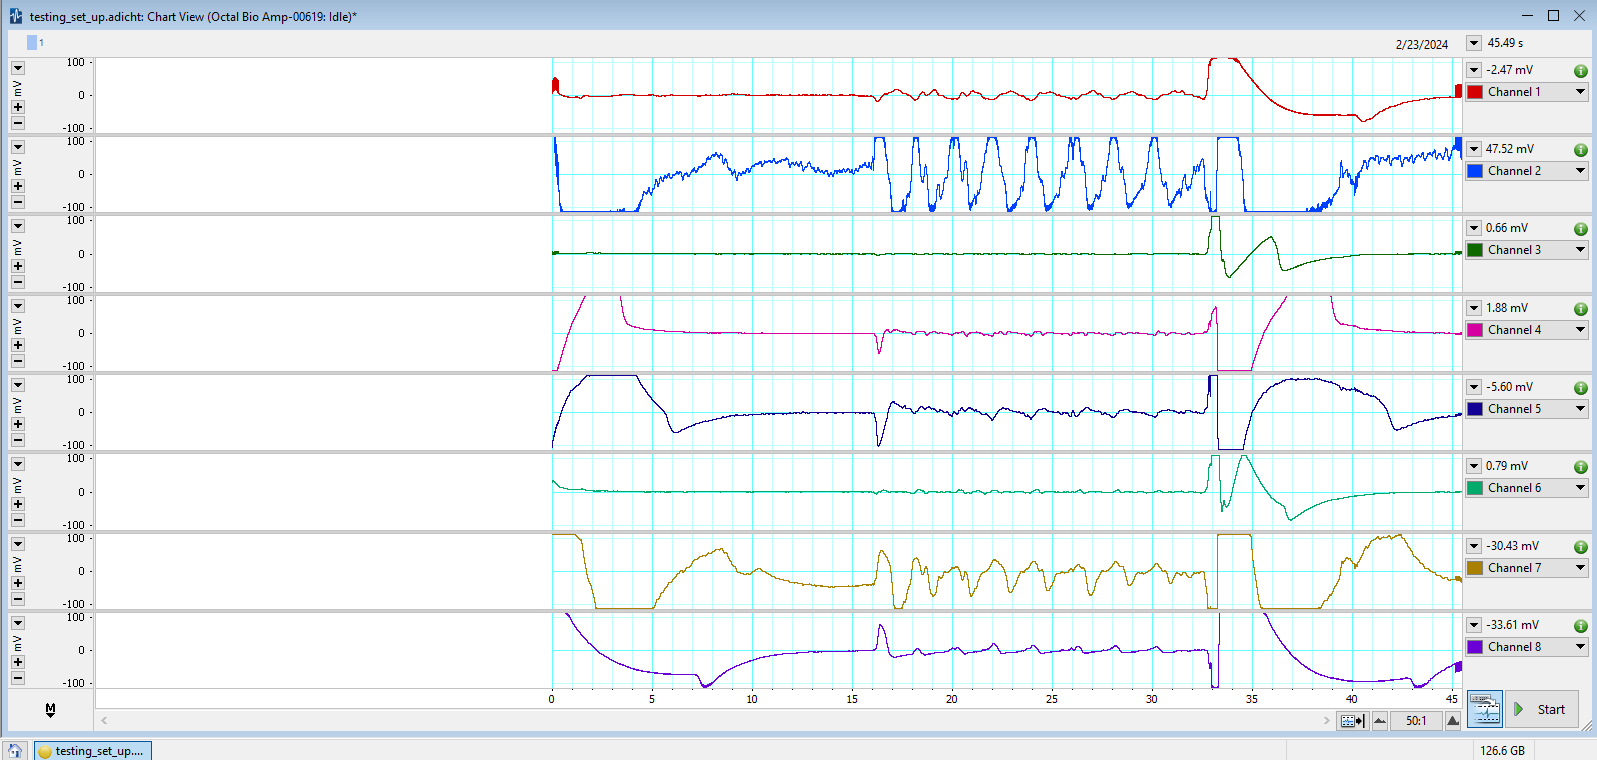 testing_set_up.adicht: Chart View (Octal Bio Amp-00619: Idle)*
1
2/23/2024
45.49 s
100
mV
0
-100
-2.47 mV
Channel 1
100
mV
0
-100
47.52 mV
Channel 2
100
mV
0
-100
0.66 mV
Channel 3
100
mV
0
-100
1.88 mV
Channel 4
100
mV
0
-100
-5.60 mV
Channel 5
100
mV
0
-100
0.79 mV
Channel 6
100
mV
0
-100
-30.43 mV
Channel 7
100
mV
0
-100
-33.61 mV
Channel 8
0 5 10 15 20 25 30 35 40 45
M
50:1
Start
testing_set_up....
126.6 GB